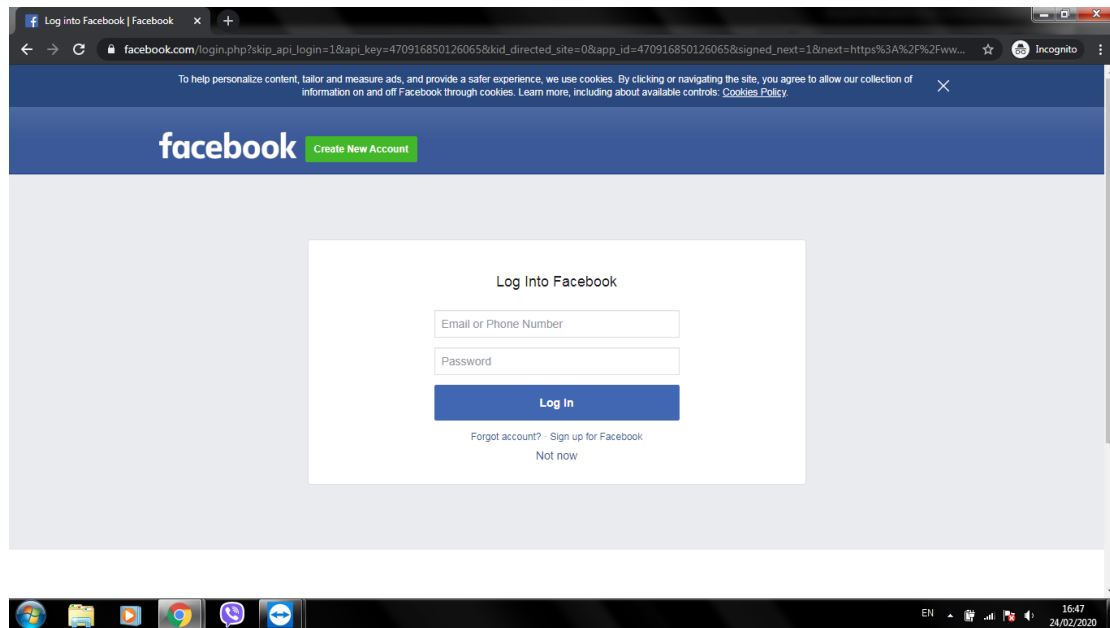 Log into Facebook | Facebook
facebook.com/login.php?skip_api_login=1&api_key=470916850126065&kid_directed_site=0&app_id=470916850126065&signed_next=1&next=https%3A%2F%2Fww...
Incognito
To help personalize content, tailor and measure ads, and provide a safer experience, we use cookies. By clicking or navigating the site, you agree to allow our collection of
information on and off Facebook through cookies. Learn more, including about available controls: Cookies Policy.
facebook
Create New Account
Log Into Facebook
Email or Phone Number
Password
Log In
Forgot account? · Sign up for Facebook
Not now
EN
16:47
24/02/2020